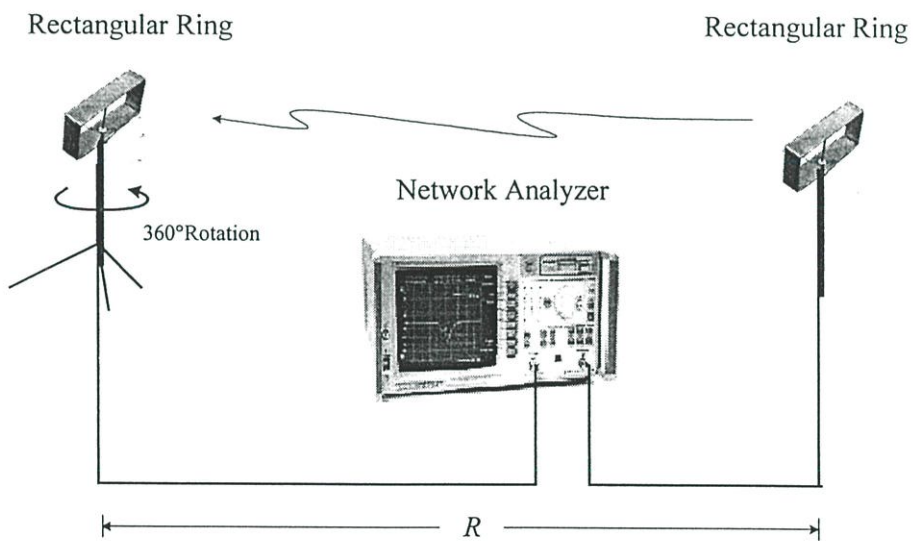 Rectangular Ring
Rectangular Ring
Network Analyzer
360°Rotation
R